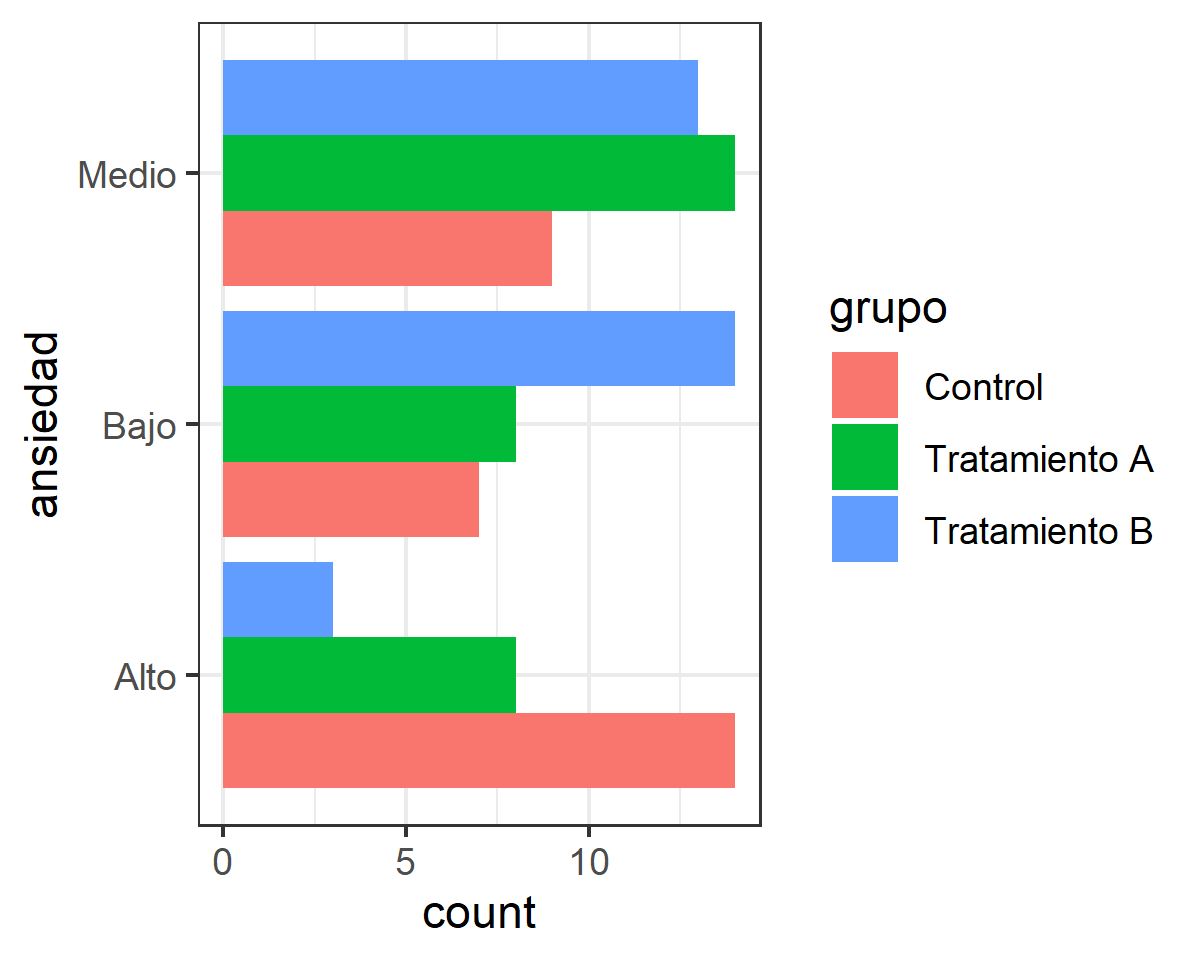 ansiedad
Medio
Bajo
Alto
0 5 10
count
grupo
Control
Tratamiento A
Tratamiento B